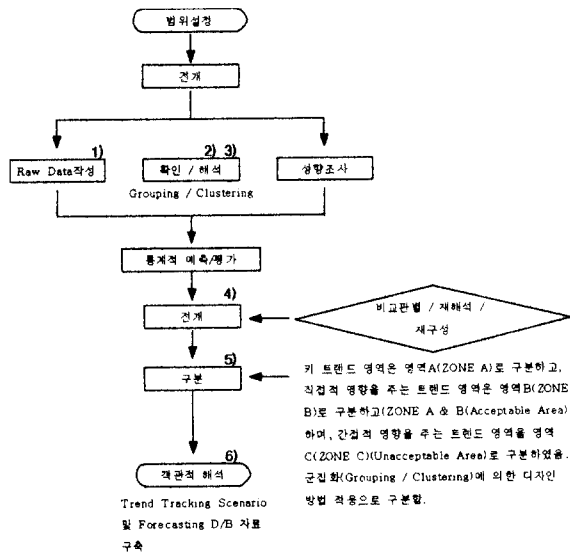 범위설정
전개
1)
Raw Data작성
2) 3)
확인 / 해석
Grouping / Clustering
성향조사
통계적 예측/평가
4)
전개
비교판법 / 재해석 /
재구성
5)
구분
키 트랜드 영역은 영역A(ZONE A)로 구분하고,
직접적 영향을 주는 트랜드 영역은 영역B(ZONE
B)로 구분하고(ZONE A & B(Acceptable Area)
하며, 간접적 영향을 주는 트랜드 영역을 영역
C(ZONE C)(Unacceptable Area)로 구분하였음.
군집화(Grouping / Clustering)에 의한 디자인
방법 적용으로 구분함.
6)
객관적 해석
Trend Tracking Scenario
및 Forecasting D/B 자료
구축